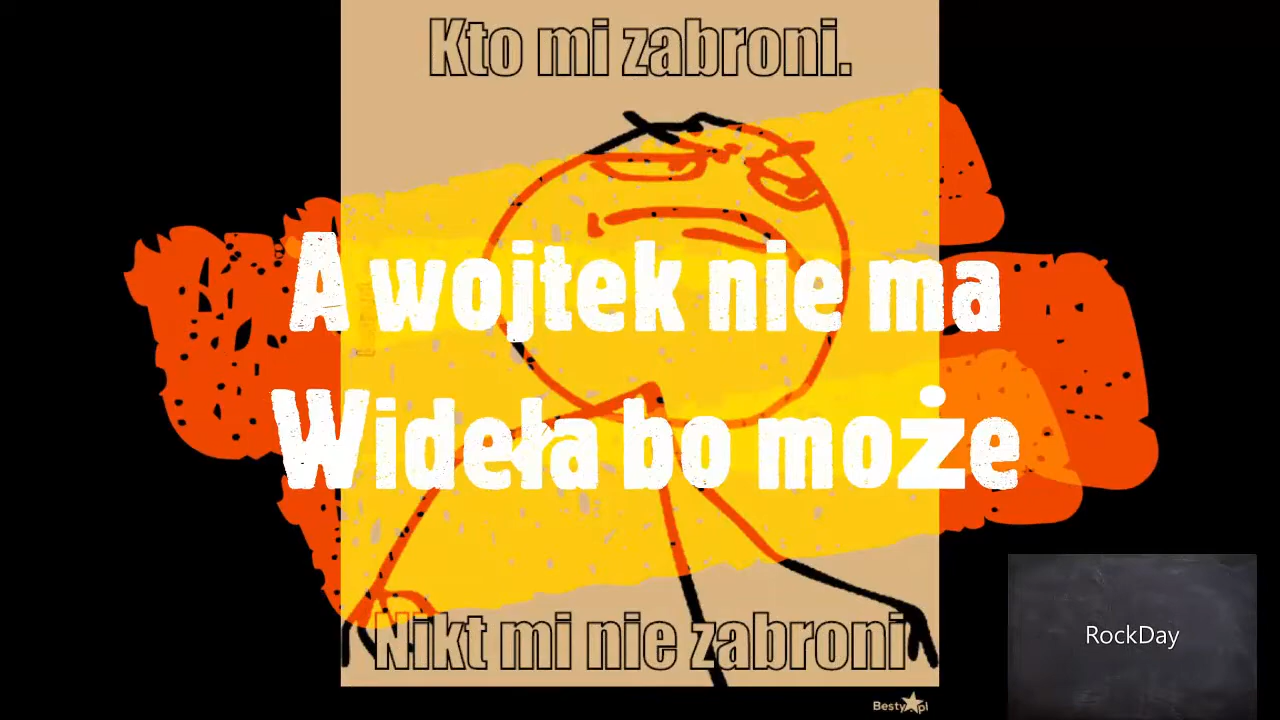 Kto mi zabroni.
A wojtek nie ma
Wideła bo może
Nikt mi nie zabroni
RockDay
Besty pl